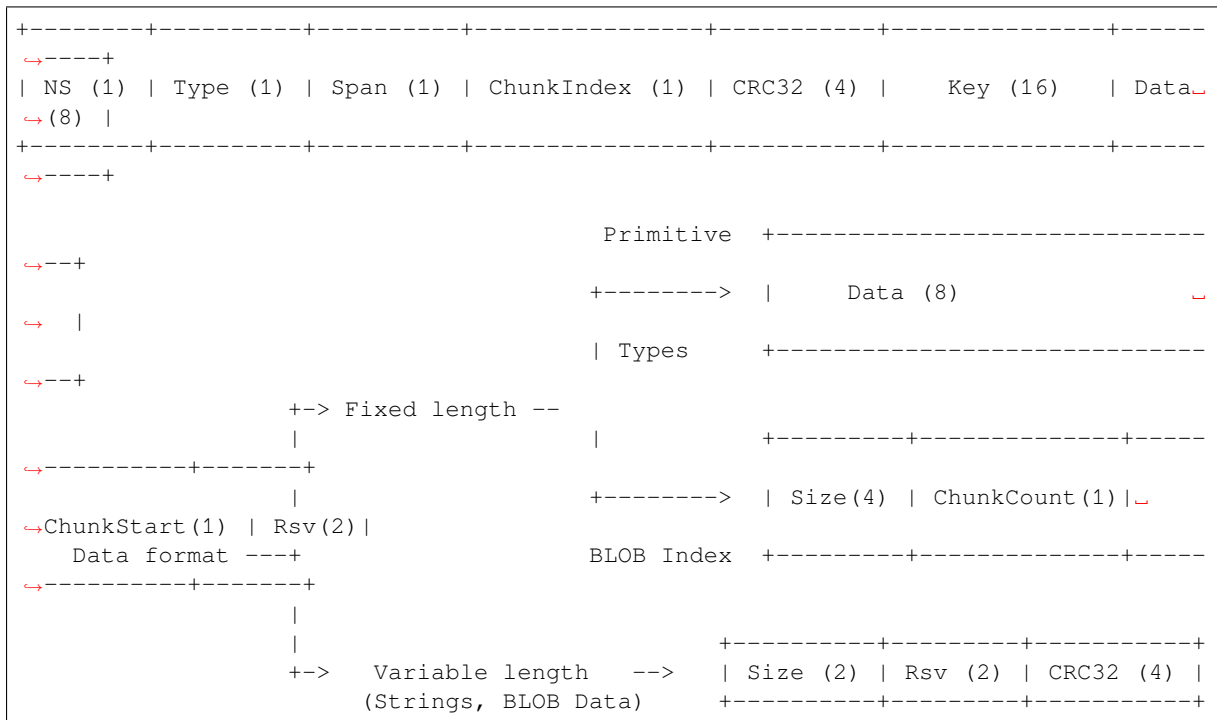 +--------+----------+----------+---------------+-----------+--------------+------
↪----+
| NS (1) | Type (1) | Span (1) | ChunkIndex (1) | CRC32 (4) |    Key (16)   | Data␣
↪(8) |
+--------+----------+----------+---------------+-----------+--------------+------
↪----+
                                       Primitive  +------------------------------
↪--+
                                      +-------->  |     Data (8)                ␣
↪  |
                                      | Types     +------------------------------
↪--+
                  +-> Fixed length --
                  |                   |           +---------+--------------+-----
↪----------+-------+
                  |                   +-------->  | Size(4) | ChunkCount(1)|␣
↪ChunkStart(1) | Rsv(2)|
   Data format ---+                   BLOB Index  +---------+--------------+-----
↪----------+-------+
                  |
                  |                            +----------+---------+-----------+
                  +->   Variable length   -->  | Size (2) | Rsv (2) | CRC32 (4) |
                       (Strings, BLOB Data)    +----------+---------+-----------+